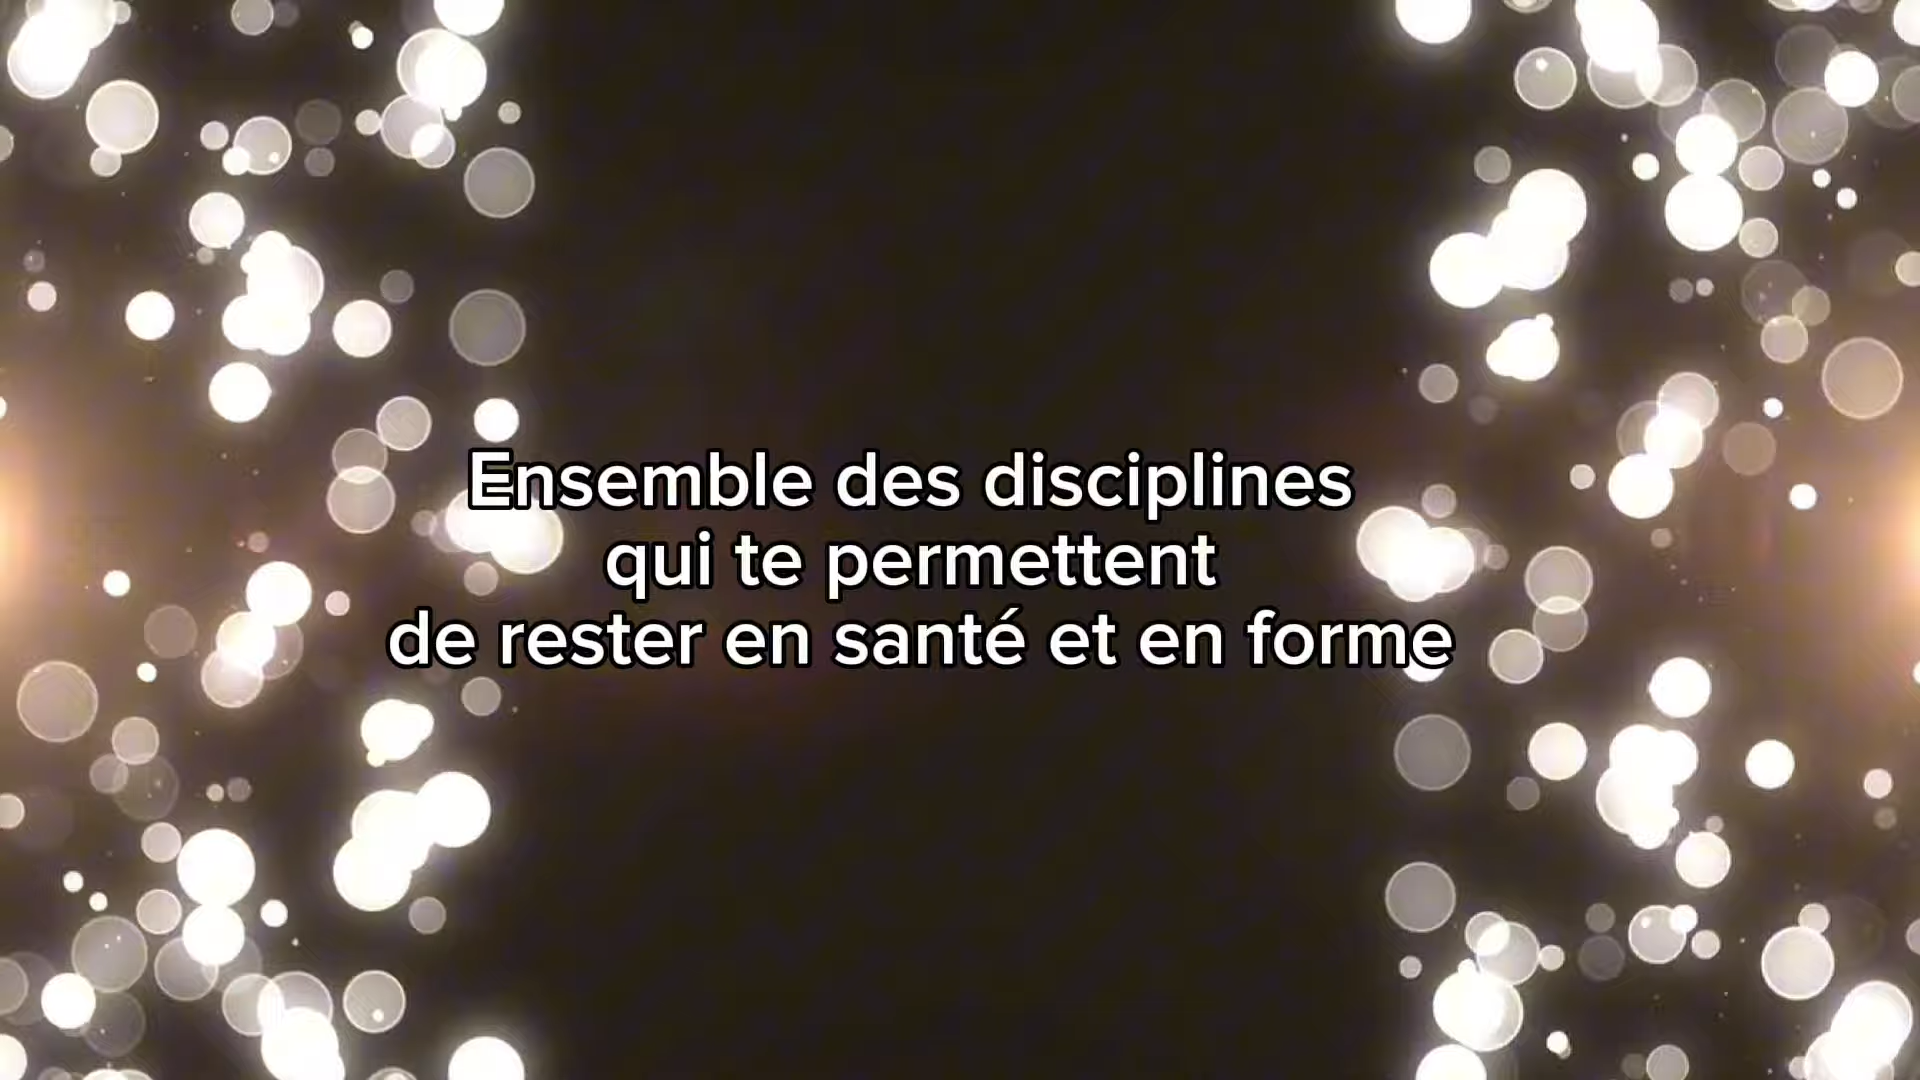 Ensemble des disciplines
qui te permettent
de rester en santé et en forme